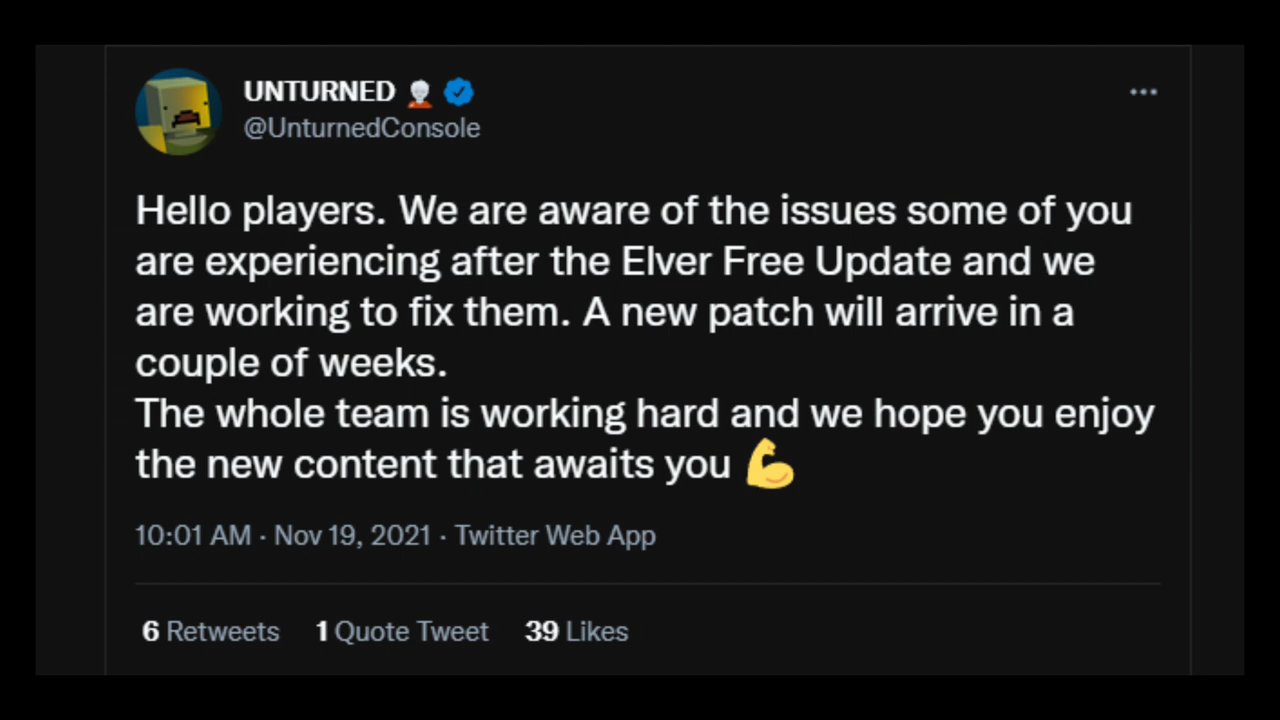 UNTURNED
@UnturnedConsole
Hello players. We are aware of the issues some of you
are experiencing after the Elver Free Update and we
are working to fix them. A new patch will arrive in a
couple of weeks.
The whole team is working hard and we hope you enjoy
the new content that awaits you 💪
10:01 AM · Nov 19, 2021 · Twitter Web App
6 Retweets 1 Quote Tweet 39 Likes